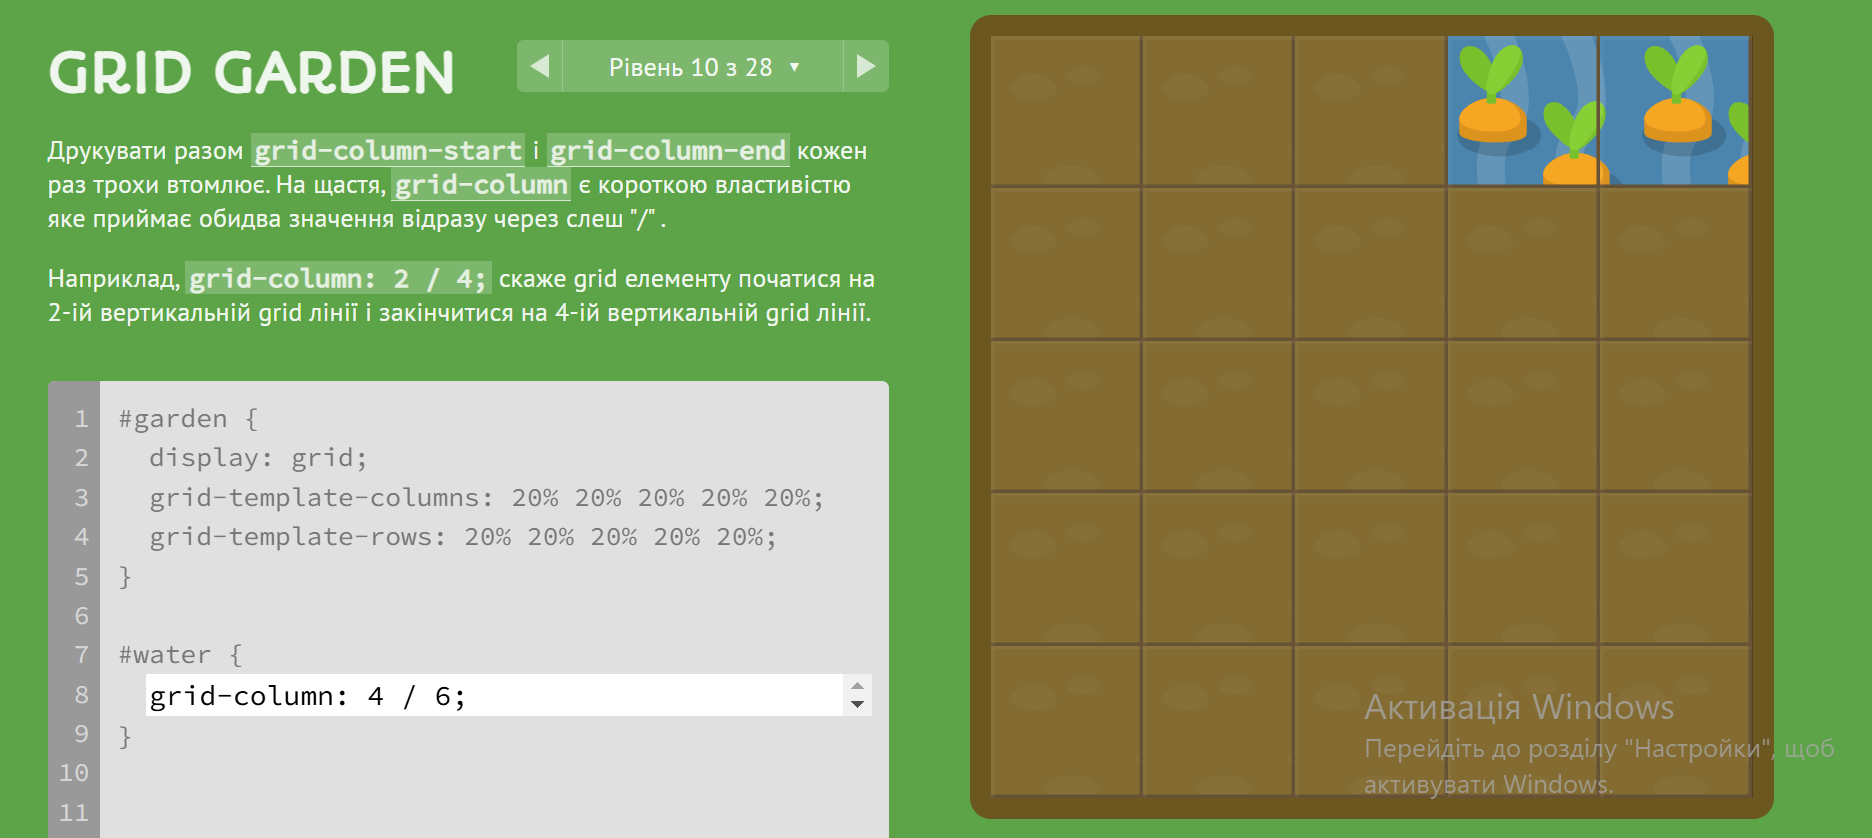 GRID GARDEN
Рівень 10 з 28
Друкувати разом grid-column-start і grid-column-end кожен
раз трохи втомлює. На щастя, grid-column є короткою властивістю
яке приймає обидва значення відразу через слеш "/" .
Наприклад, grid-column: 2 / 4; скаже grid елементу початися на
2-ій вертикальній grid лінії і закінчитися на 4-ій вертикальній grid лінії.
1 #garden {
2 display: grid;
3 grid-template-columns: 20% 20% 20% 20% 20%;
4 grid-template-rows: 20% 20% 20% 20% 20%;
5 }
6
7 #water {
8 grid-column: 4 / 6;
9 }
10
11
Активація Windows
Перейдіть до розділу "Настройки", щоб
активувати Windows.